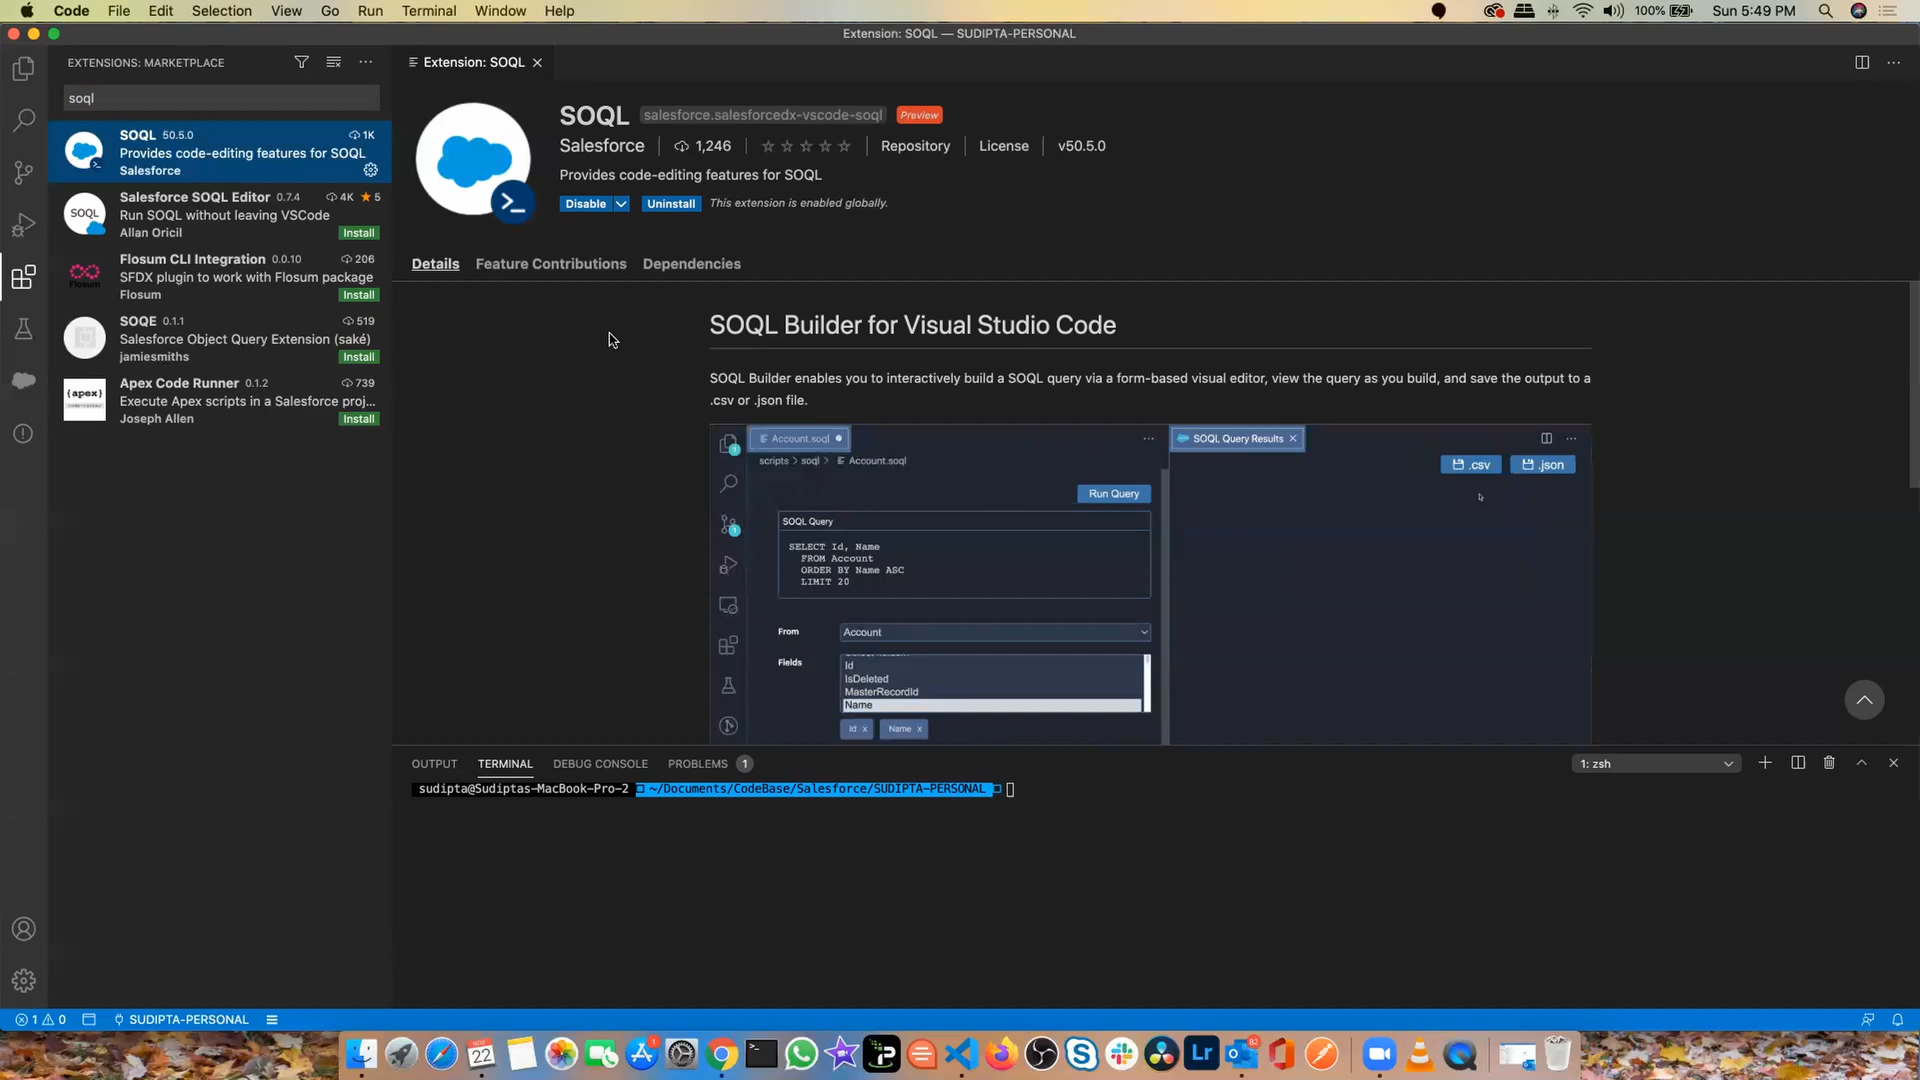 Code File Edit Selection View Go Run Terminal Window Help
100% Sun 5:49 PM
Extension: SOQL — SUDIPTA-PERSONAL
EXTENSIONS: MARKETPLACE
soql
SOQL 50.5.0 1K
Provides code-editing features for SOQL
Salesforce
Salesforce SOQL Editor 0.7.4 4K ★ 5
Run SOQL without leaving VSCode
Allan Oricil Install
Flosum CLI Integration 0.0.10 206
SFDX plugin to work with Flosum package
Flosum Install
SOQE 0.1.1 519
Salesforce Object Query Extension (saké)
jamiesmiths Install
Apex Code Runner 0.1.2 739
Execute Apex scripts in a Salesforce proj...
Joseph Allen Install
SOQL
Flosum
{apex}
Extension: SOQL
SOQL salesforce.salesforcedx-vscode-soql Preview
Salesforce 1,246 Repository License v50.5.0
Provides code-editing features for SOQL
Disable Uninstall This extension is enabled globally.
Details Feature Contributions Dependencies
SOQL Builder for Visual Studio Code
SOQL Builder enables you to interactively build a SOQL query via a form-based visual editor, view the query as you build, and save the output to a
.csv or .json file.
Account.soql
SOQL Query Results
scripts > soql > Account.soql
.csv .json
Run Query
SOQL Query
SELECT Id, Name
FROM Account
ORDER BY Name ASC
LIMIT 20
From Account
Fields
Id
IsDeleted
MasterRecordId
Name
Id x Name x
OUTPUT TERMINAL DEBUG CONSOLE PROBLEMS 1
1: zsh
sudipta@Sudiptas-MacBook-Pro-2 ~/Documents/CodeBase/Salesforce/SUDIPTA-PERSONAL
1 0 SUDIPTA-PERSONAL
NOV
22
1
Lr
82